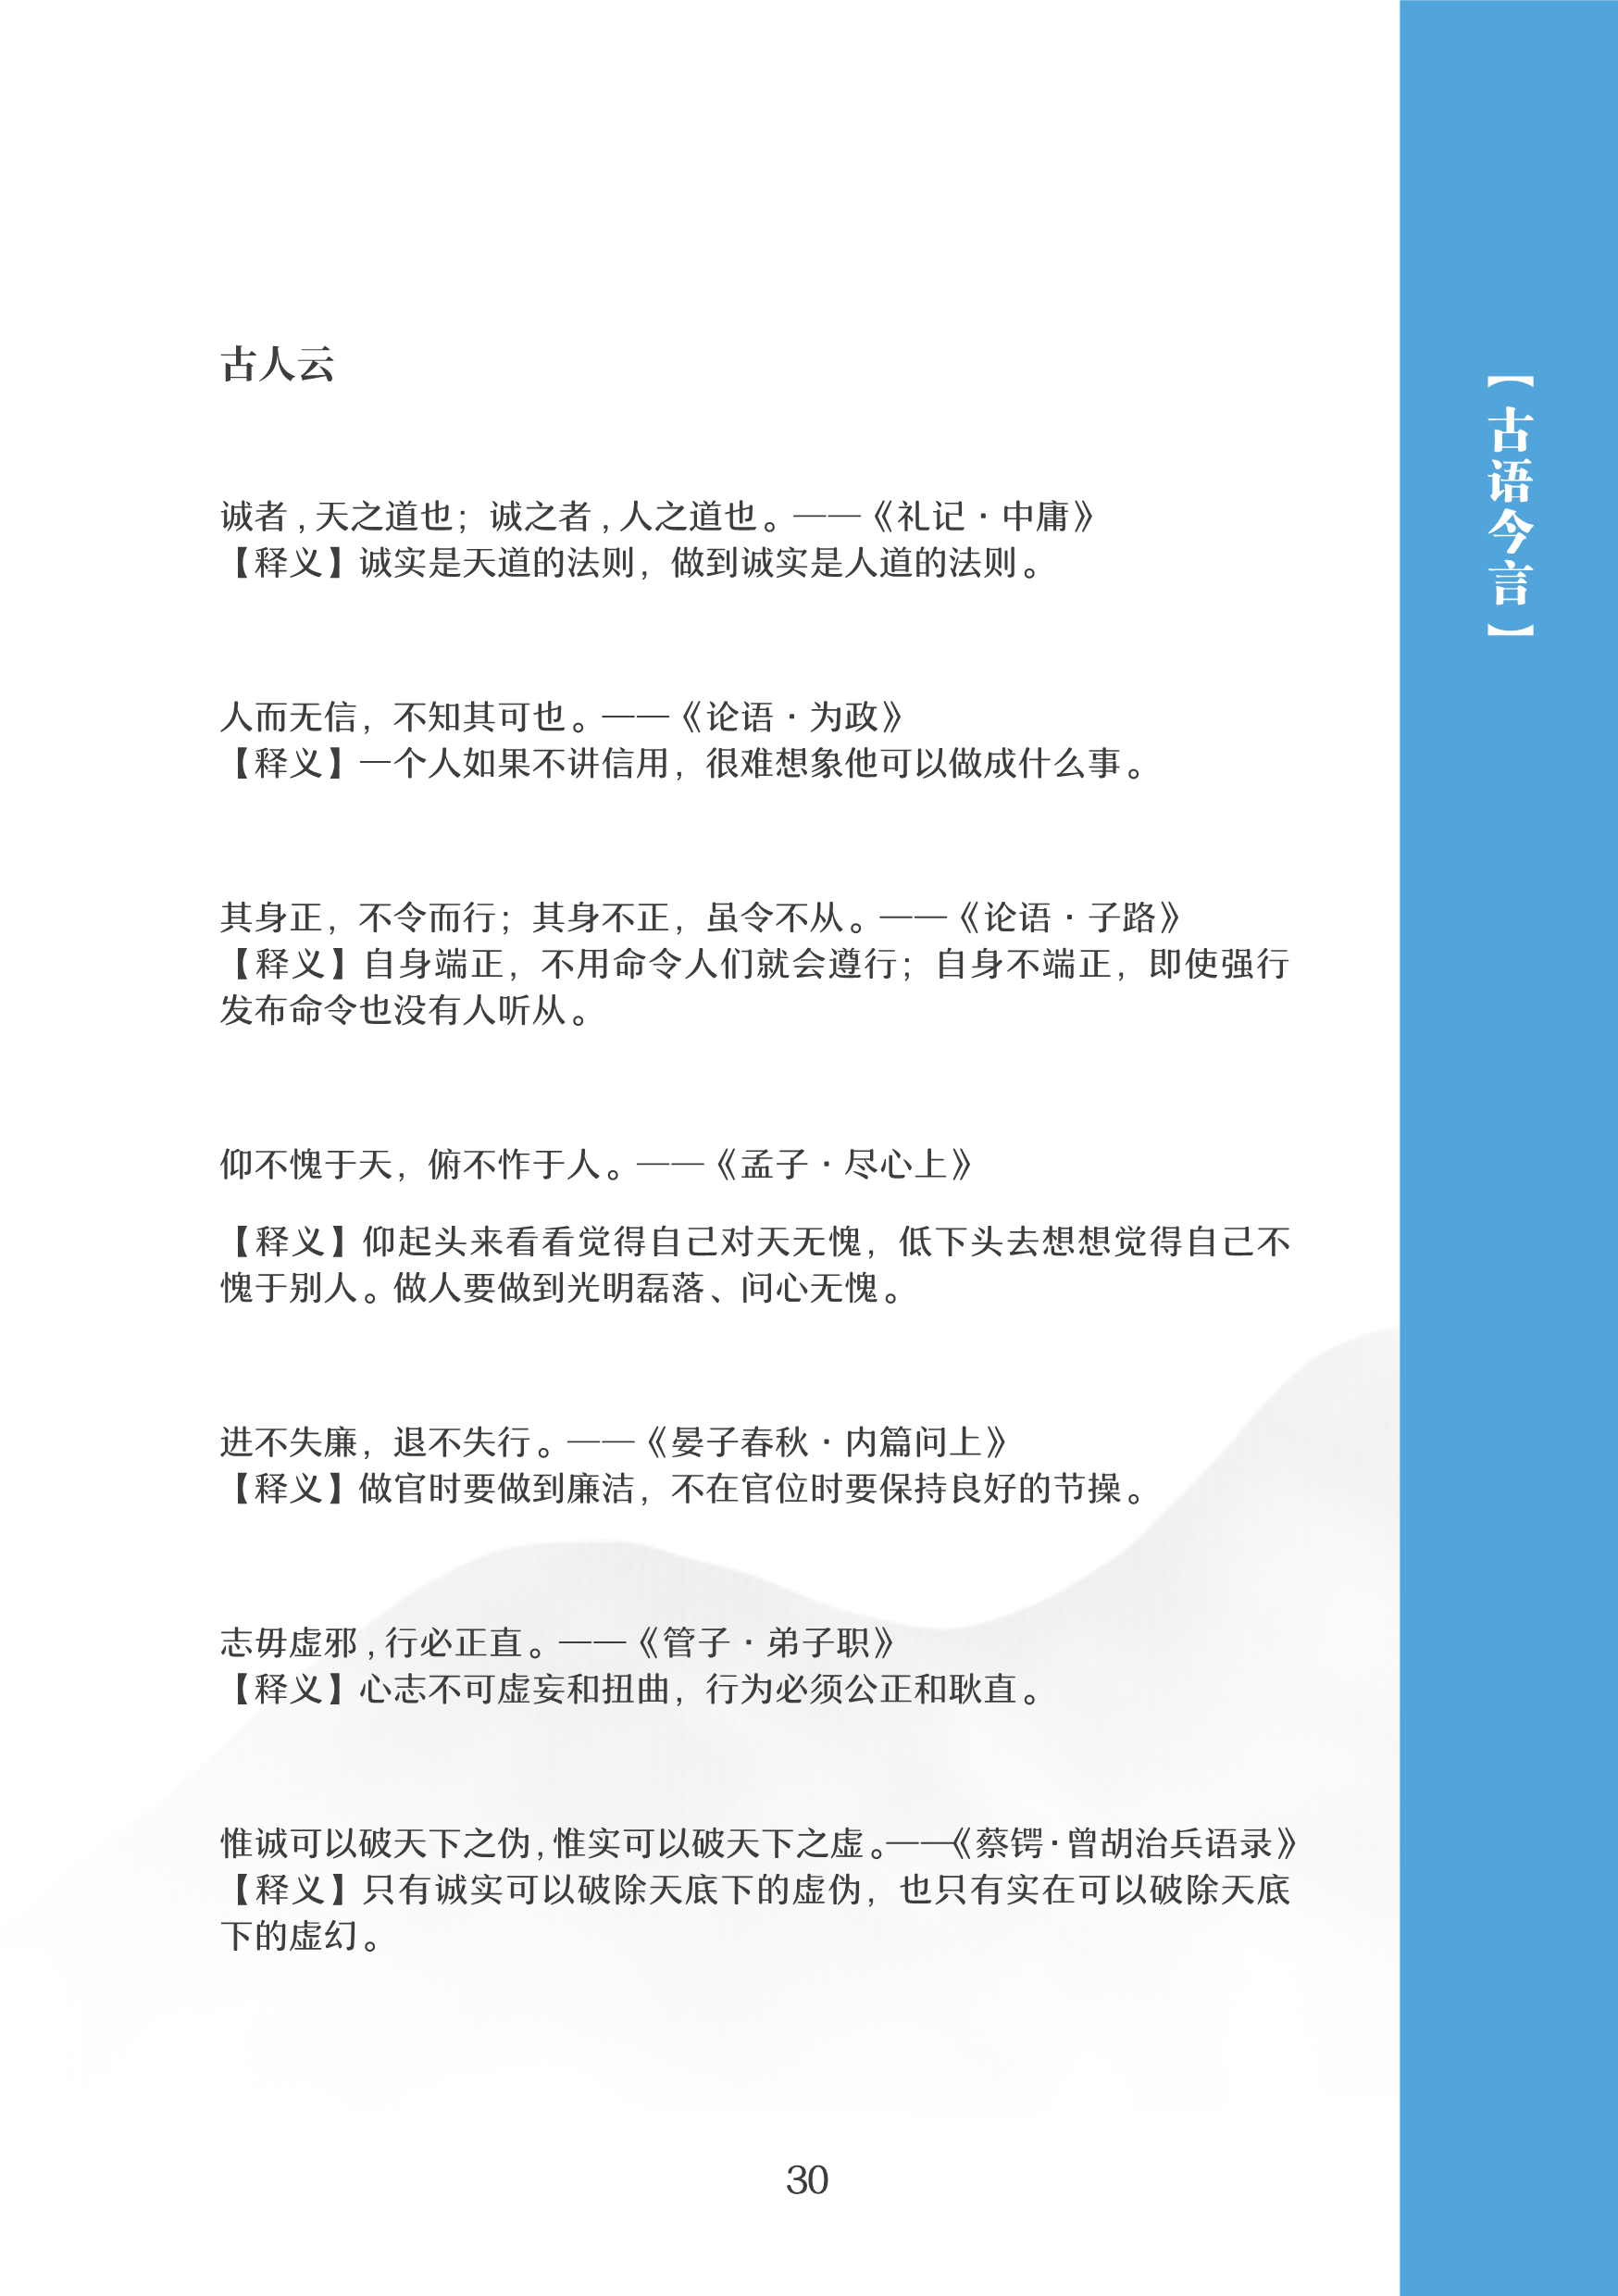 古人云
诚者,天之道也；诚之者,人之道也。——《礼记·中庸》
【释义】诚实是天道的法则，做到诚实是人道的法则。
人而无信，不知其可也。——《论语·为政》
【释义】一个人如果不讲信用，很难想象他可以做成什么事。
其身正，不令而行；其身不正，虽令不从。——《论语·子路》
【释义】自身端正，不用命令人们就会遵行；自身不端正，即使强行
发布命令也没有人听从。
仰不愧于天，俯不怍于人。——《孟子·尽心上》
【释义】仰起头来看看觉得自己对天无愧，低下头去想想觉得自己不
愧于别人。做人要做到光明磊落、问心无愧。
进不失廉，退不失行。——《晏子春秋·内篇问上》
【释义】做官时要做到廉洁，不在官位时要保持良好的节操。
志毋虚邪,行必正直。——《管子·弟子职》
【释义】心志不可虚妄和扭曲，行为必须公正和耿直。
惟诚可以破天下之伪,惟实可以破天下之虚。——《蔡锷·曾胡治兵语录》
【释义】只有诚实可以破除天底下的虚伪，也只有实在可以破除天底
下的虚幻。
30
【古语今言】